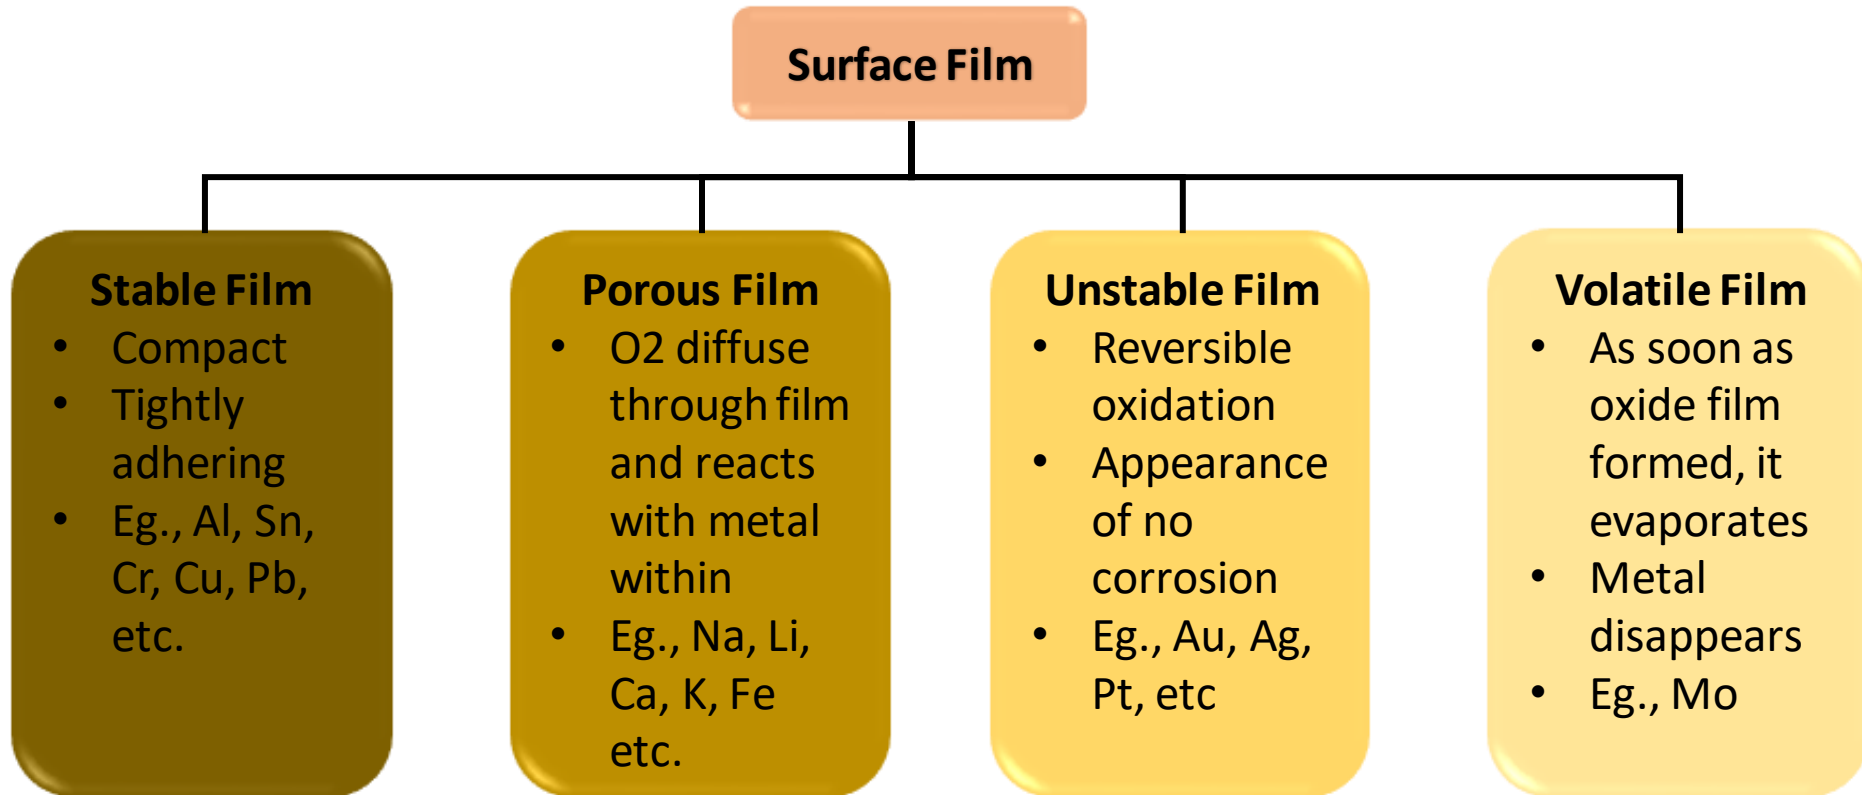 Surface Film
Stable Film
• Compact
• Tightly
adhering
• Eg., Al, Sn,
Cr, Cu, Pb,
etc.
Porous Film
• O2 diffuse
through film
and reacts
with metal
within
• Eg., Na, Li,
Ca, K, Fe
etc.
Unstable Film
• Reversible
oxidation
• Appearance
of no
corrosion
• Eg., Au, Ag,
Pt, etc
Volatile Film
• As soon as
oxide film
formed, it
evaporates
• Metal
disappears
• Eg., Mo